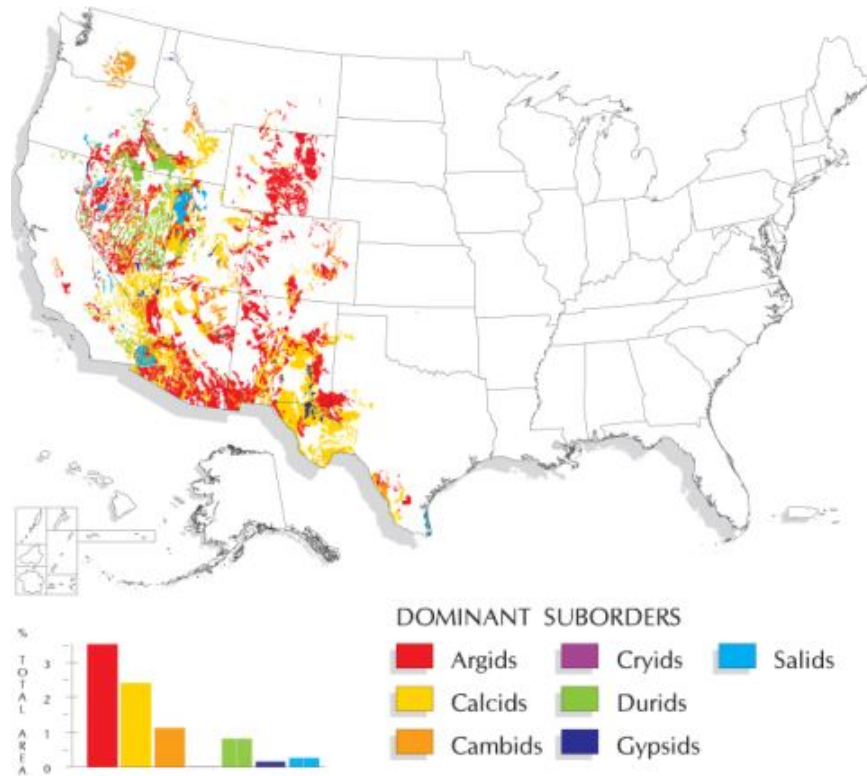 %
TOTAL
AREA
3
2
1
0
DOMINANT SUBORDERS
Argids
Calcids
Cambids
Cryids
Durids
Gypsids
Salids